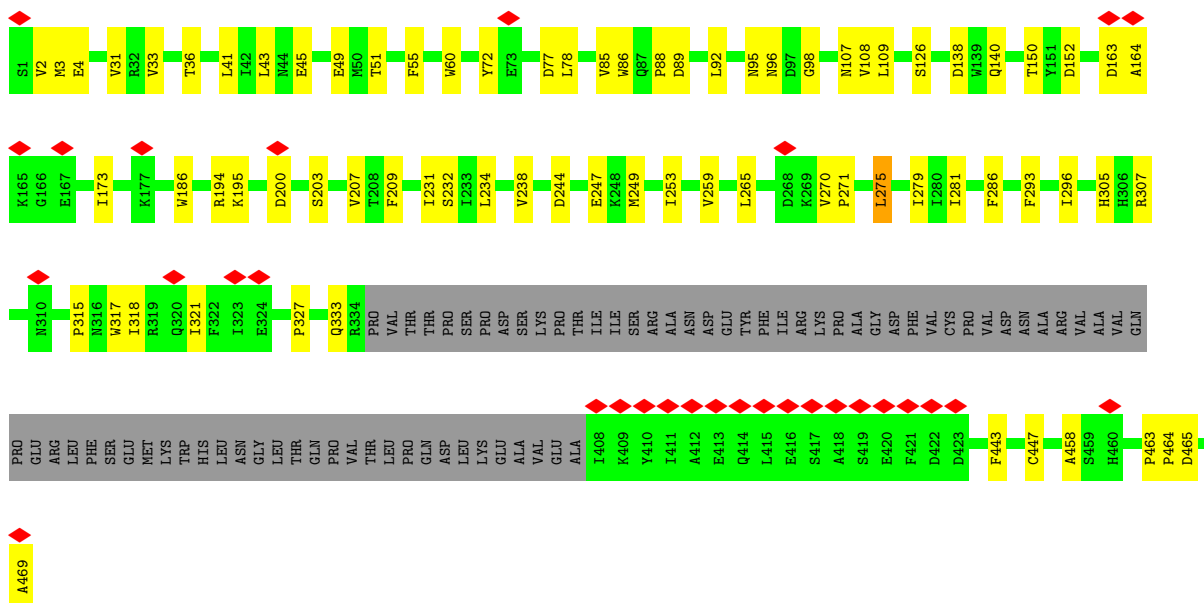 S1 V2 M3 E4 V31 R32 V33 T36 L41 I42 L43 N44 E45 E49 M50 T51 F55 W60 Y72 E73 D77 L78 V85 W86 Q87 P88 D89 L92 N95 N96 D97 G98 N107 V108 L109 S126 D138 W139 Q140 T150 Y151 D152 D163 A164
K165 G166 E167 I173 K177 W186 R194 K195 D200 S203 V207 T208 F209 I231 S232 I233 L234 V238 D244 E247 K248 M249 I253 V259 L265 D268 K269 V270 P271 L275 I279 I280 I281 F286 F293 I296 H305 H306 R307
N310 P315 N316 W317 I318 R319 Q320 I321 F322 I323 E324 P327 Q333 R334 PRO VAL THR THR PRO SER PRO ASP SER LYS PRO THR ILE ILE SER ARG ALA ASN ASP GLU TYR PHE ILE ARG LYS PRO ALA GLY ASP PHE VAL CYS PRO VAL ASP ASN ALA ARG VAL ALA VAL GLN
PRO GLU ARG LEU PHE SER GLU MET LYS TRP HIS LEU ASN GLY LEU THR GLN PRO VAL THR LEU PRO GLN ASP LEU LYS GLU ALA VAL GLU ALA I408 K409 Y410 I411 A412 E413 Q414 L415 E416 S417 A418 S419 E420 F421 D422 D423 F443 C447 A458 S459 H460 P463 P464 D465
A469